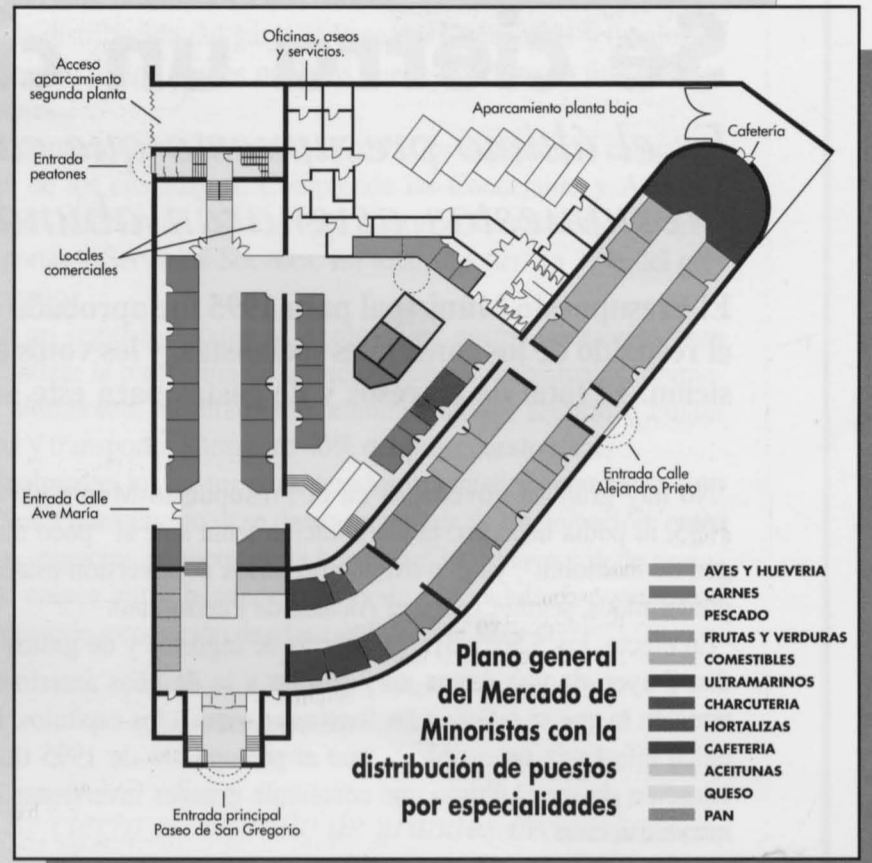 Oficinas, aseos
y servicios.
Acceso
aparcamiento
segunda planta
Aparcamiento planta baja
Cafetería
Entrada
peatones
Locales
comerciales
Entrada Calle
Ave María
Entrada Calle
Alejandro Prieto
Plano general
del Mercado de
Minoristas con la
distribución de puestos
por especialidades
AVES Y HUEVERIA
CARNES
PESCADO
FRUTAS Y VERDURAS
COMESTIBLES
ULTRAMARINOS
CHARCUTERIA
HORTALIZAS
CAFETERIA
ACEITUNAS
QUESO
PAN
Entrada principal
Paseo de San Gregorio